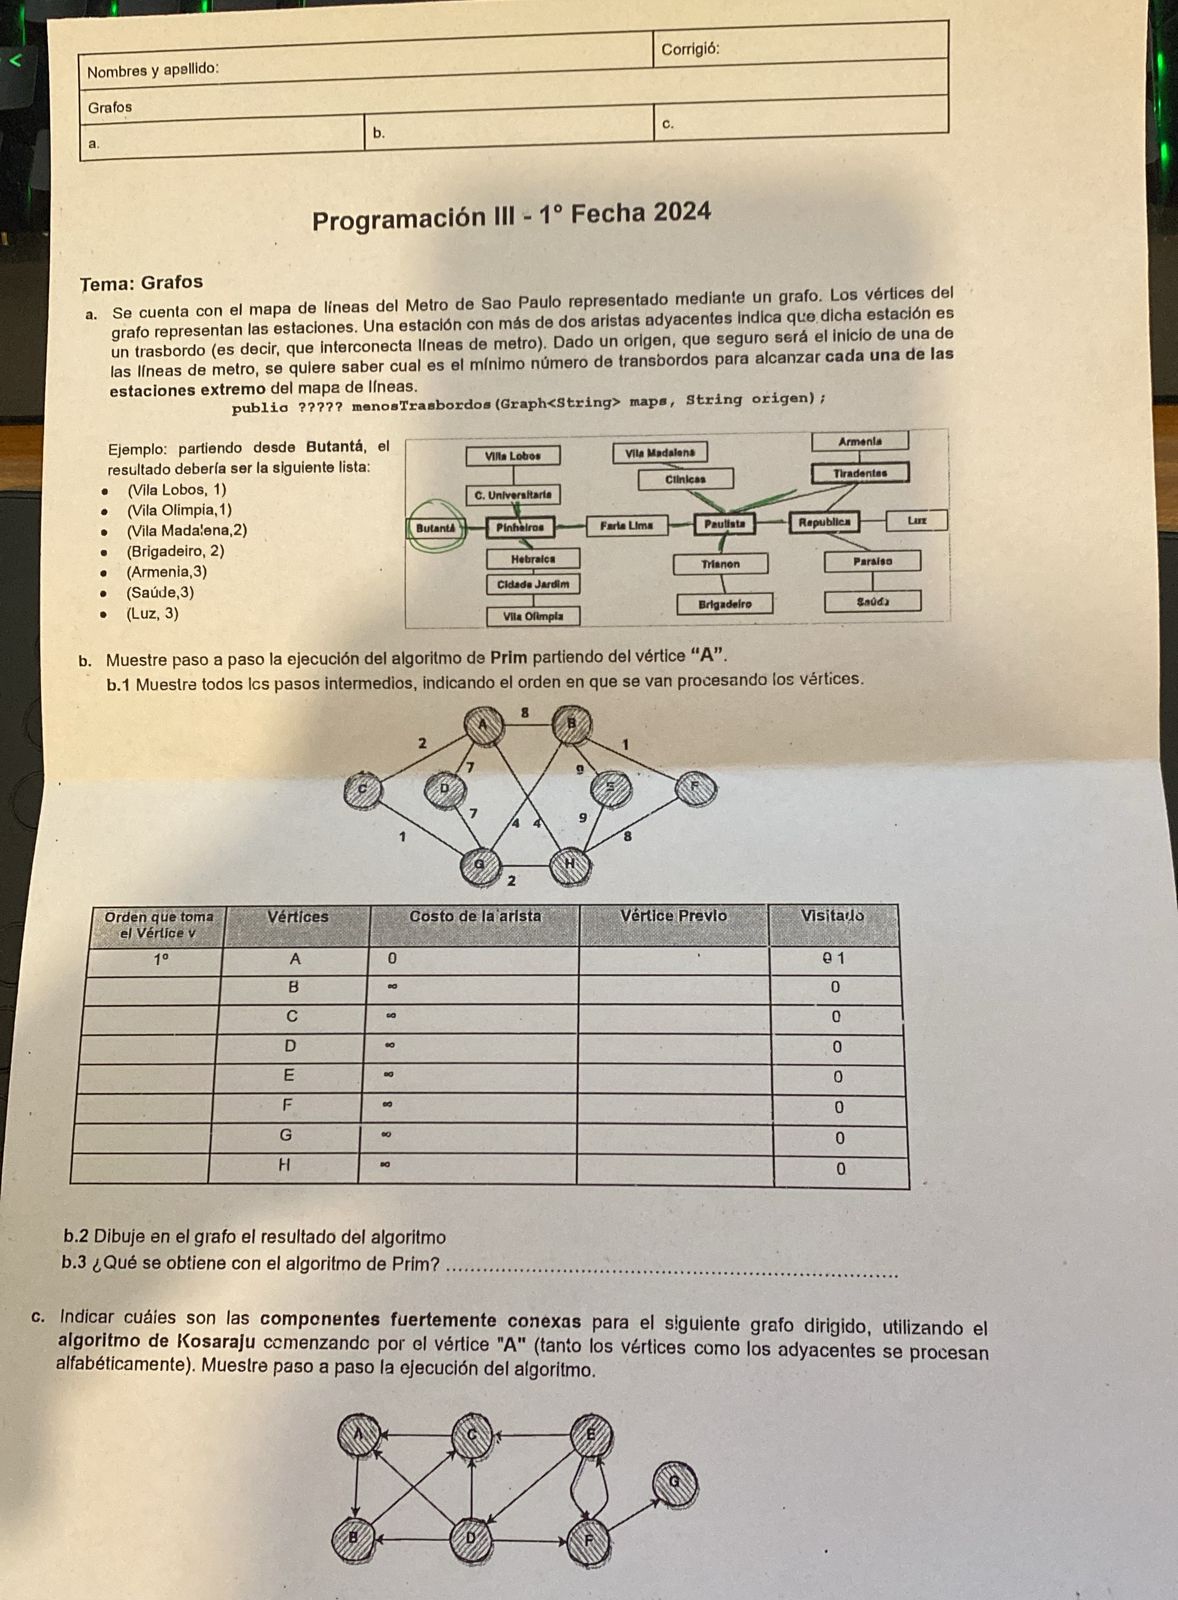 Nombres y apellido:
Corrigió:
Grafos
a.
b.
c.
Programación III - 1° Fecha 2024
Tema: Grafos
a. Se cuenta con el mapa de líneas del Metro de Sao Paulo representado mediante un grafo. Los vértices del
grafo representan las estaciones. Una estación con más de dos aristas adyacentes indica que dicha estación es
un trasbordo (es decir, que interconecta líneas de metro). Dado un origen, que seguro será el inicio de una de
las líneas de metro, se quiere saber cual es el mínimo número de transbordos para alcanzar cada una de las
estaciones extremo del mapa de líneas.
public ????? menosTrasbordos(Graph<String> maps, String origen);
Ejemplo: partiendo desde Butantá, el
resultado debería ser la siguiente lista:
• (Vila Lobos, 1)
• (Vila Olimpia,1)
• (Vila Madalena,2)
• (Brigadeiro, 2)
• (Armenia,3)
• (Saúde,3)
• (Luz, 3)
Villa Lobos
Vila Madalena
Armenia
C. Universitaria
Clinicas
Tiradentes
Butantá
Pinheiros
Faria Lima
Paulista
Republica
Luz
Hebraica
Trianon
Paraiso
Cidade Jardim
Brigadeiro
Saúda
Vila Olimpia
b. Muestre paso a paso la ejecución del algoritmo de Prim partiendo del vértice “A”.
b.1 Muestre todos los pasos intermedios, indicando el orden en que se van procesando los vértices.
A
8
B
2
7
9
1
C
D
E
F
7
4
4
9
1
8
G
H
2
Orden que toma
el Vértice v
Vértices
Costo de la arista
Vértice Previo
Visitado
1º A 0 0 1
B ∞ 0
C ∞ 0
D ∞ 0
E ∞ 0
F ∞ 0
G ∞ 0
H ∞ 0
b.2 Dibuje en el grafo el resultado del algoritmo
b.3 ¿Qué se obtiene con el algoritmo de Prim? ........................................................................
c. Indicar cuáles son las componentes fuertemente conexas para el siguiente grafo dirigido, utilizando el
algoritmo de Kosaraju comenzando por el vértice "A" (tanto los vértices como los adyacentes se procesan
alfabéticamente). Muestre paso a paso la ejecución del algoritmo.
A
C
E
G
B
D
F